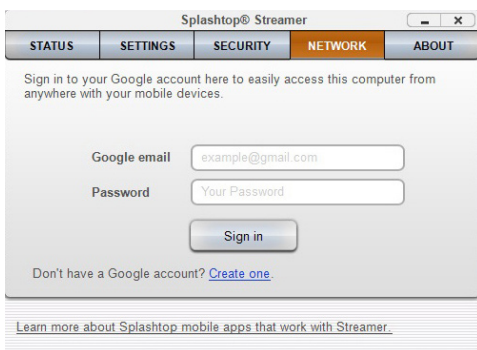 Splashtop® Streamer
STATUS SETTINGS SECURITY NETWORK ABOUT
Sign in to your Google account here to easily access this computer from
anywhere with your mobile devices.
Google email example@gmail.com
Password Your Password
Sign in
Don't have a Google account? Create one.
Learn more about Splashtop mobile apps that work with Streamer.